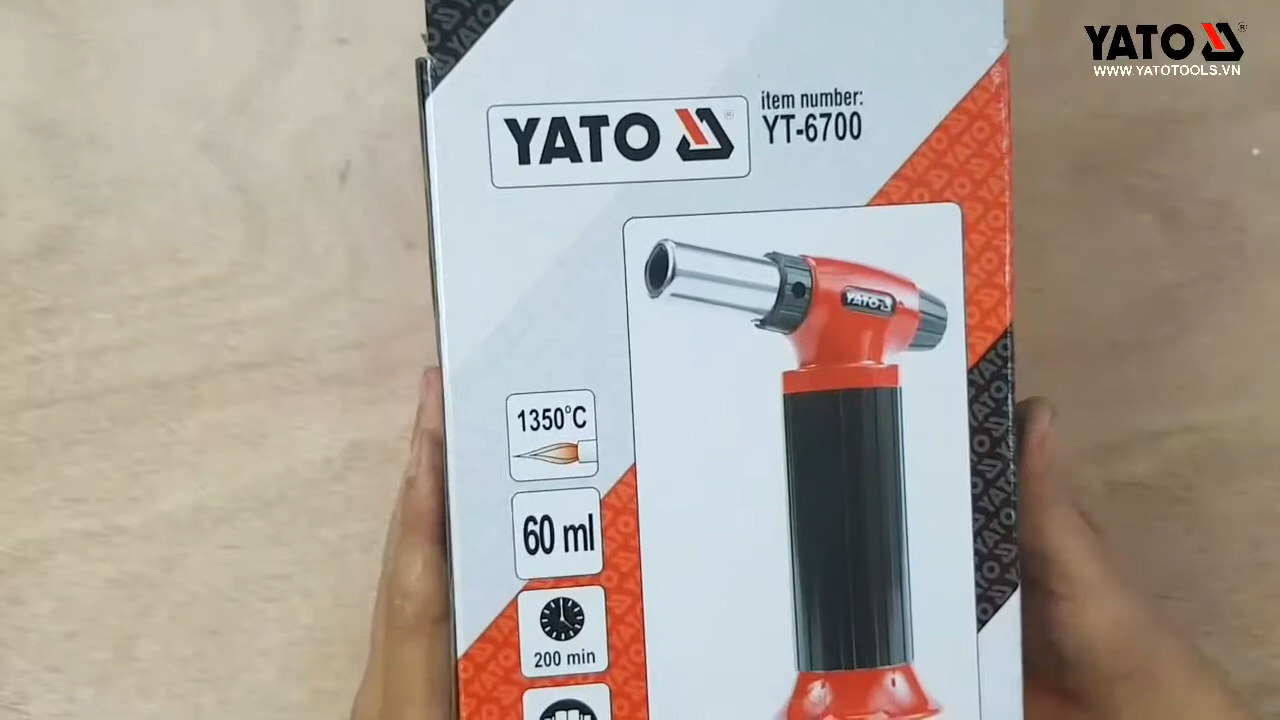 YATO
WWW.YATOTOOLS.VN
YATO
item number:
YT-6700
YATO
1350°C
60 ml
200 min